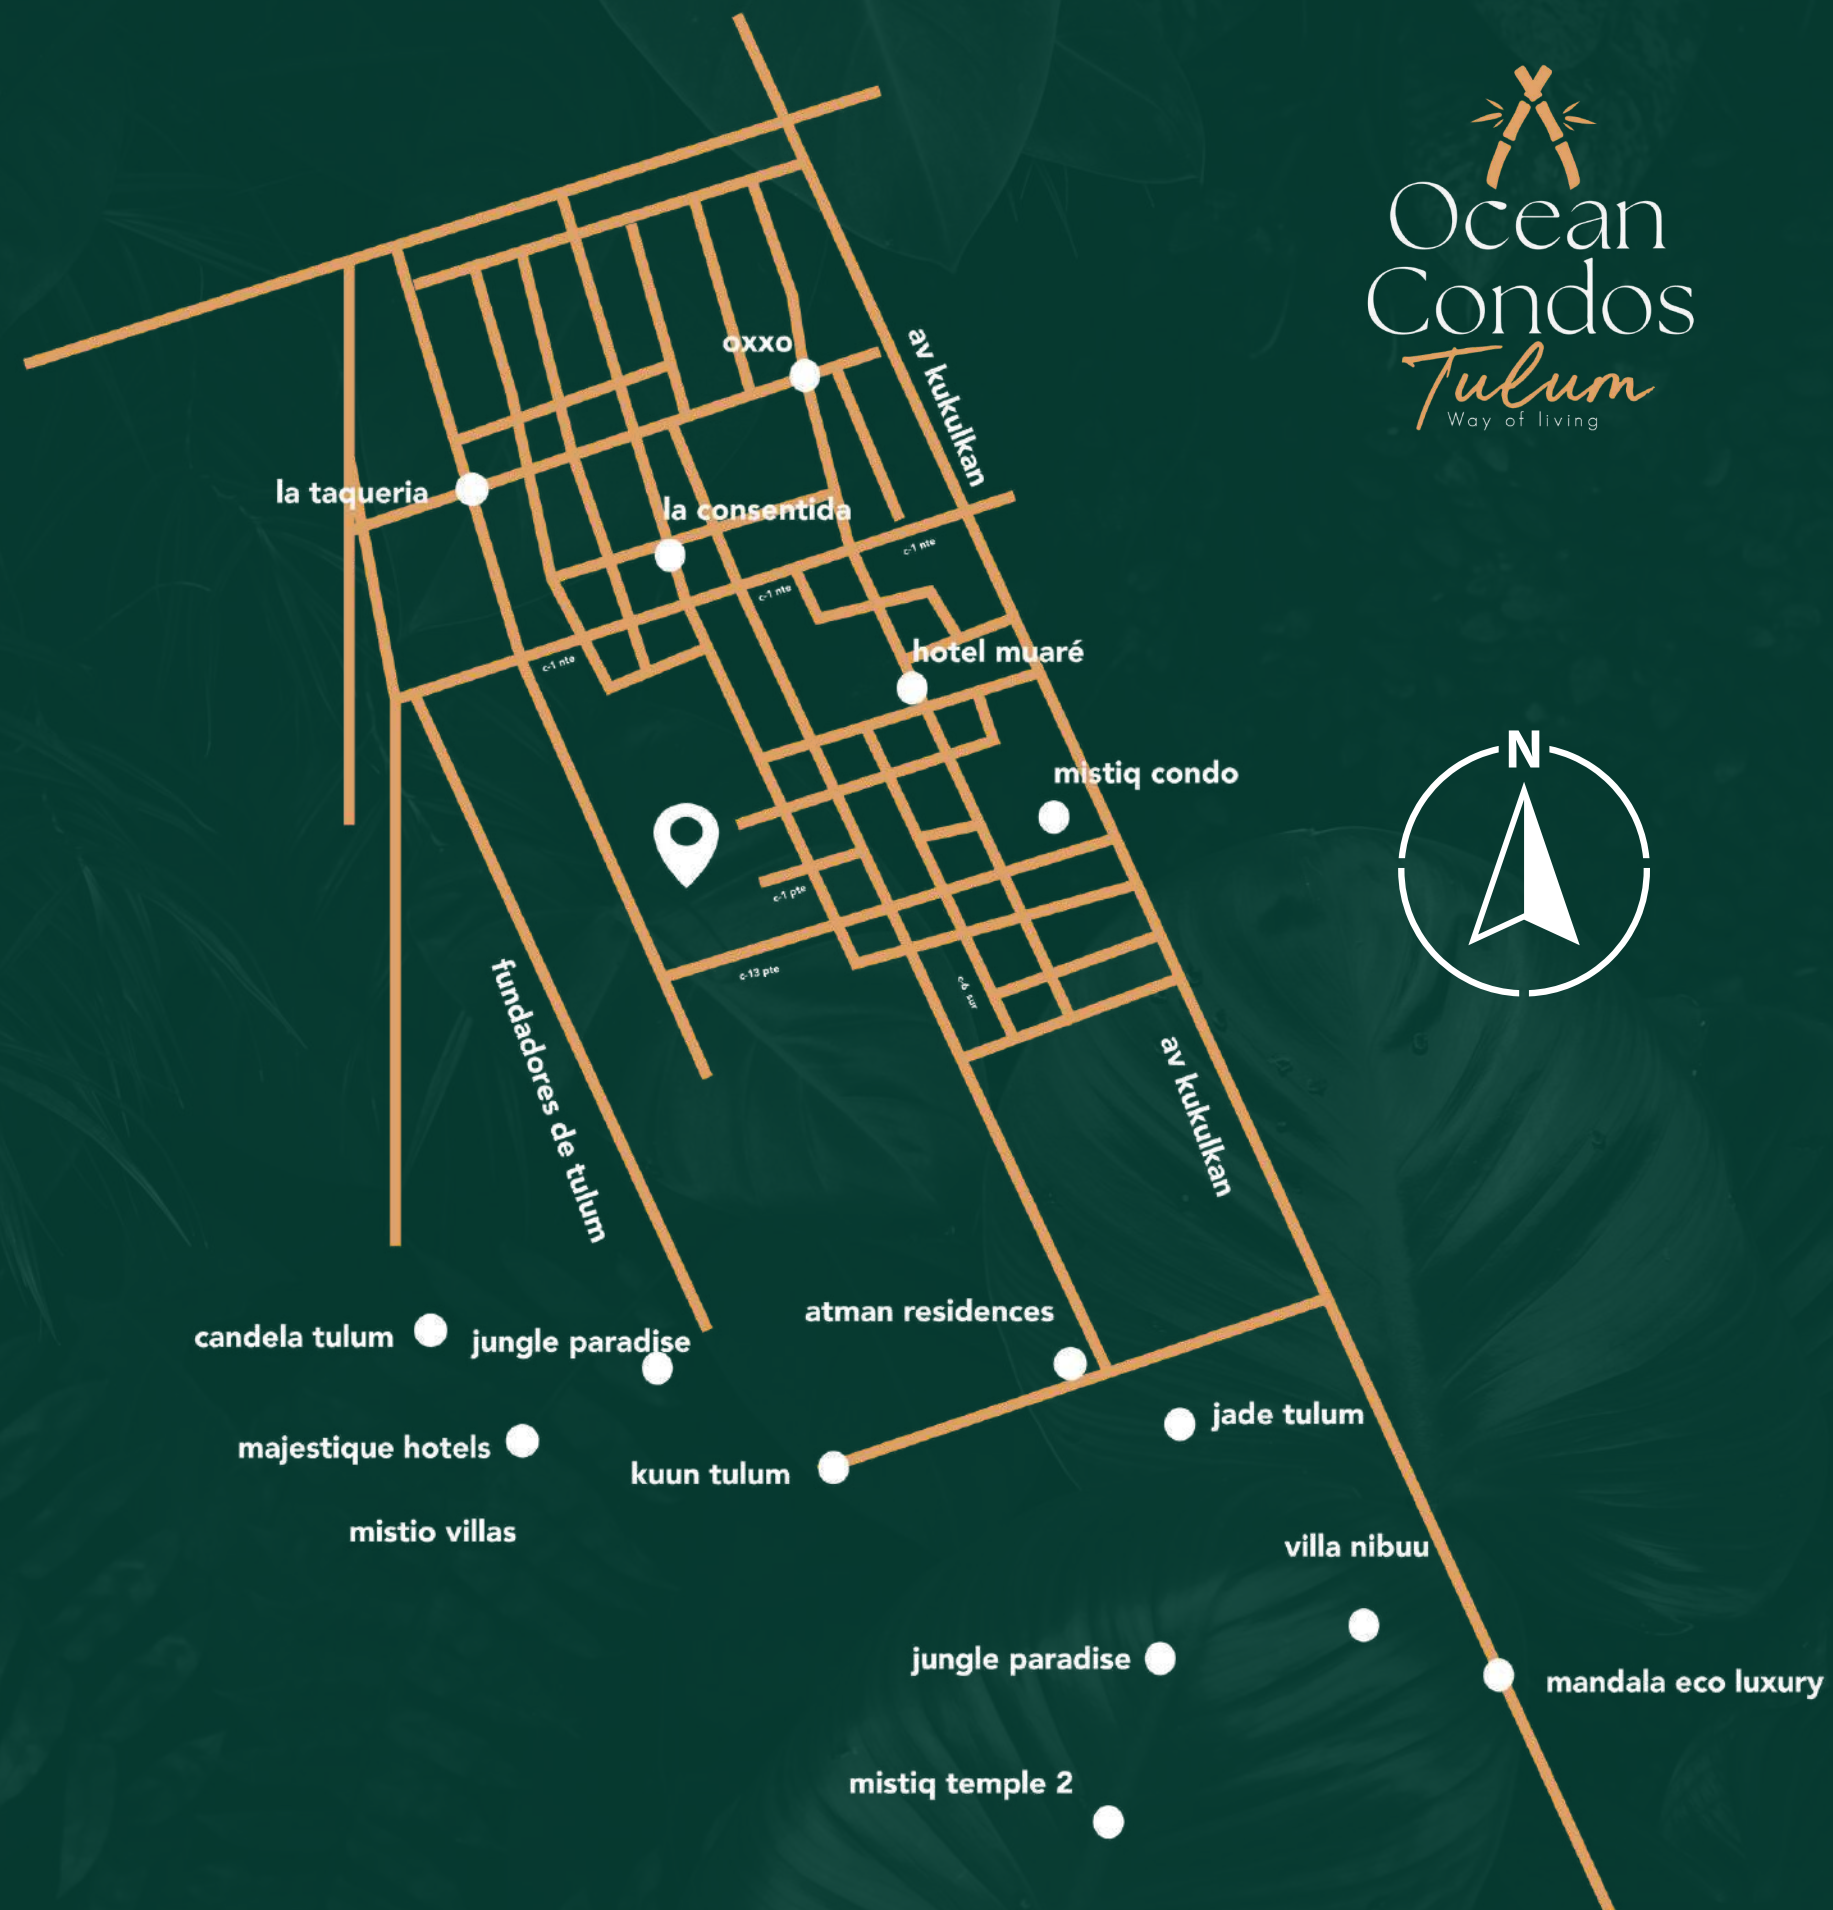 Ocean
Condos
Tulum
Way of living
oxxo
av kukulkan
la taqueria
la consentida
c-1 nte
c-1 nte
hotel muaré
c-1 nte
N
mistiq condo
c-1 pte
c-13 pte
c-6 sur
fundadores de tulum
av kukulkan
atman residences
candela tulum
jungle paradise
jade tulum
majestique hotels
kuun tulum
mistio villas
villa nibuu
jungle paradise
mandala eco luxury
mistiq temple 2